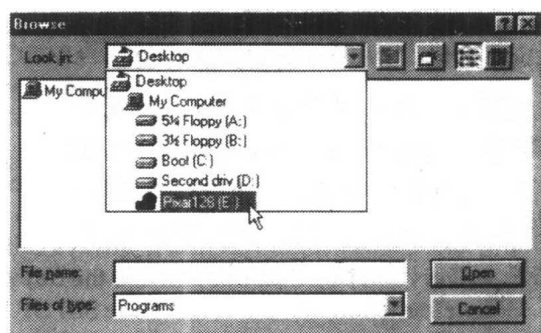 Browse
Look in: Desktop
Desktop
My Compu
My Computer
5¼ Floppy (A:)
3½ Floppy (B:)
Boot (C:)
Second driv (D:)
Pixar128 (E:)
File name:
Open
Files of type: Programs
Cancel